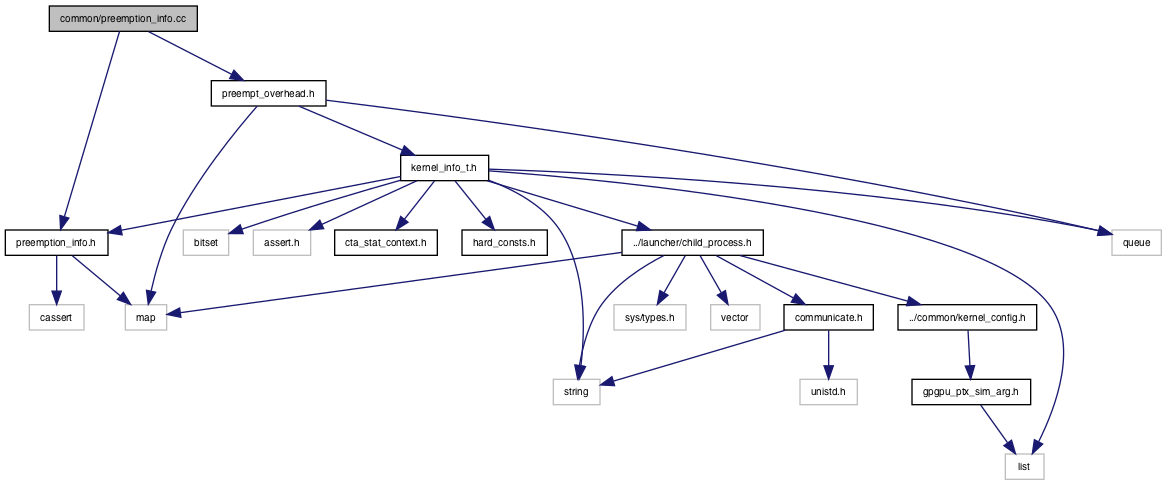 common/preemption_info.cc
preempt_overhead.h
kernel_info_t.h
preemption_info.h
bitset
assert.h
cta_stat_context.h
hard_consts.h
../launcher/child_process.h
queue
cassert
map
sys/types.h
vector
communicate.h
../common/kernel_config.h
string
unistd.h
gpgpu_ptx_sim_arg.h
list